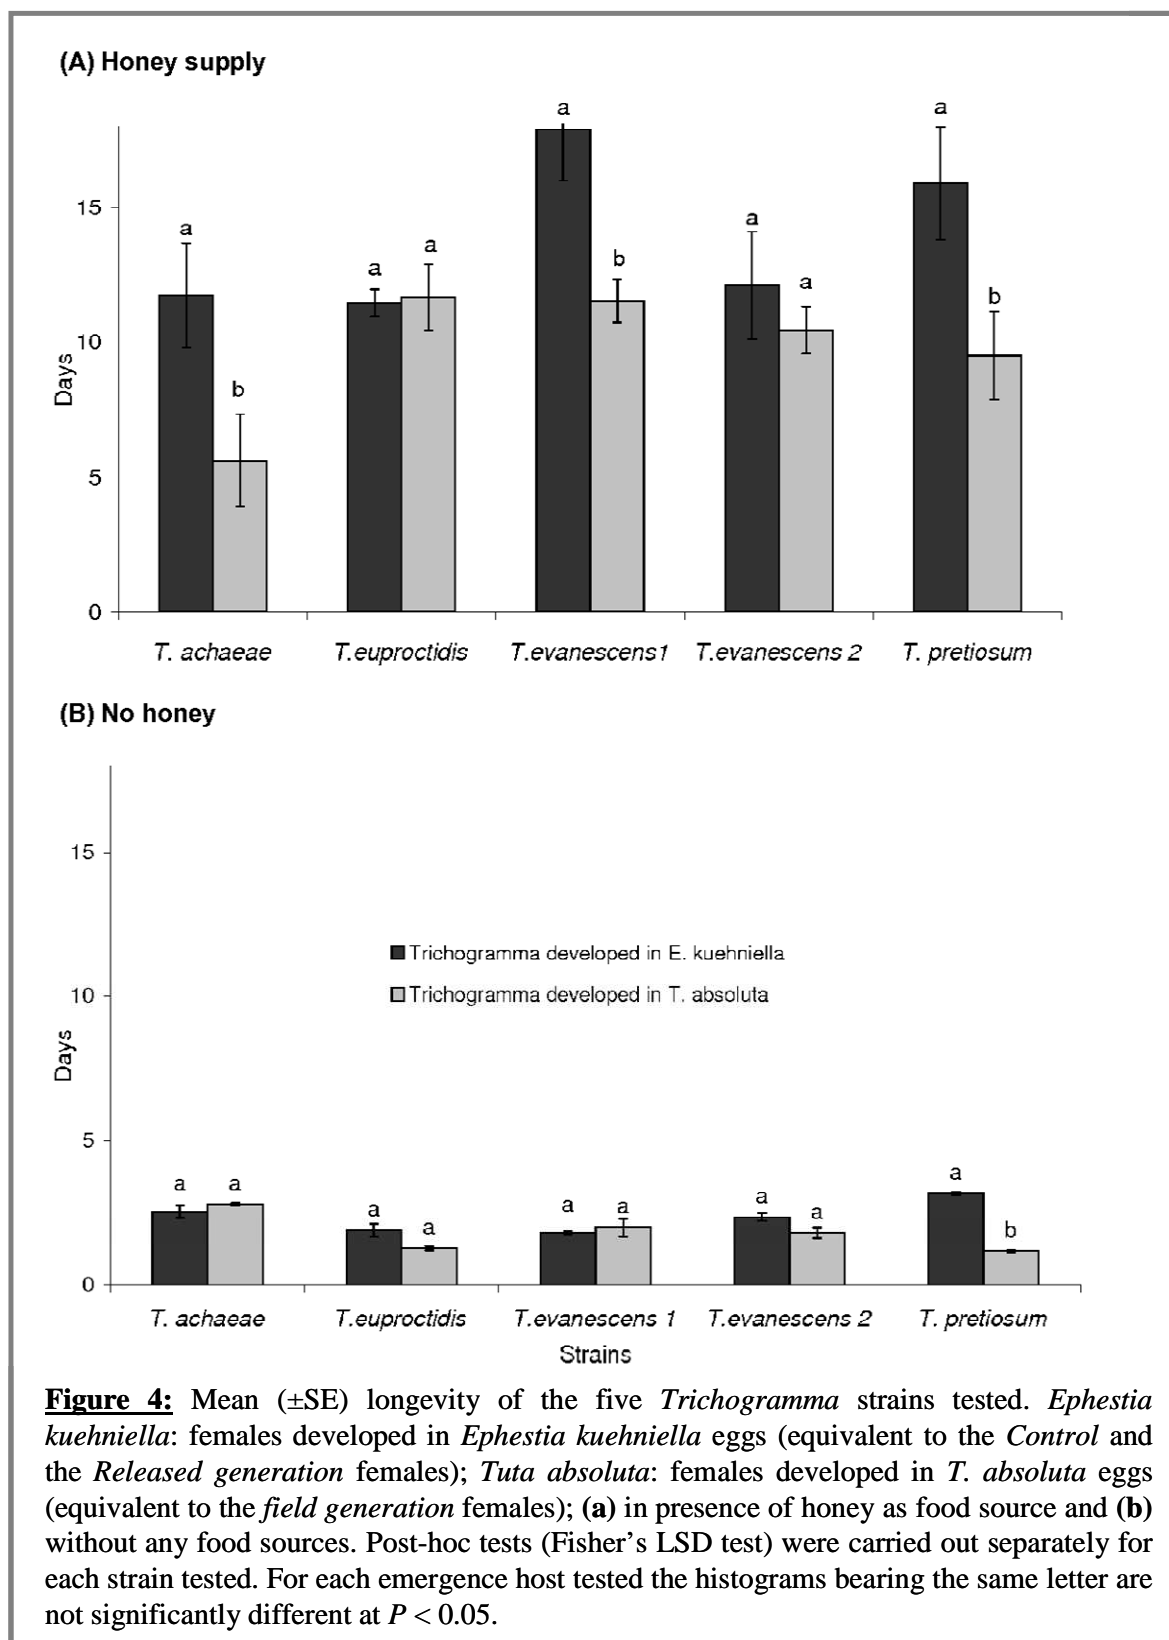 (A) Honey supply
a
a
15
a
a
a
b
a
a
b
10
Days
b
5
0
T. achaeae T.euproctidis T.evanescens1 T.evanescens 2 T. pretiosum
(B) No honey
15
Trichogramma developed in E. kuehniella
10
Trichogramma developed in T. absoluta
Days
5
a a a a a a a a a b
0
T. achaeae T.euproctidis T.evanescens 1 T.evanescens 2 T. pretiosum
Strains
Figure 4: Mean (±SE) longevity of the five Trichogramma strains tested. Ephestia
kuehniella: females developed in Ephestia kuehniella eggs (equivalent to the Control and
the Released generation females); Tuta absoluta: females developed in T. absoluta eggs
(equivalent to the field generation females); (a) in presence of honey as food source and (b)
without any food sources. Post-hoc tests (Fisher's LSD test) were carried out separately for
each strain tested. For each emergence host tested the histograms bearing the same letter are
not significantly different at P < 0.05.